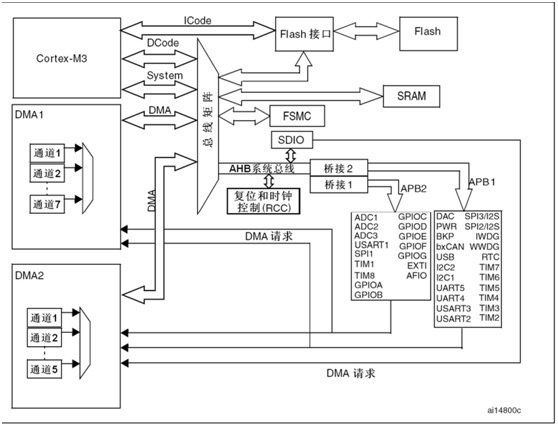 ICode
DCode
Cortex-M3
System
Flash 接口
Flash
DMA1
DMA
总线矩阵
SRAM
FSMC
SDIO
通道1
通道2
通道7
AHB系统总线
桥接 2
桥接 1
复位和时钟
控制(RCC)
APB2
APB1
DMA
DMA 请求
ADC1 GPIOC
ADC2 GPIOD
ADC3 GPIOE
USART1 GPIOF
SPI1 GPIOG
TIM1 EXTI
TIM8 AFIO
GPIOA
GPIOB
DAC SPI3/I2S
PWR SPI2/I2S
BKP IWDG
bxCAN WWDG
USB RTC
I2C2 TIM7
I2C1 TIM6
UART5 TIM5
UART4 TIM4
USART3 TIM3
USART2 TIM2
DMA2
通道1
通道2
通道5
DMA 请求
ai14800c